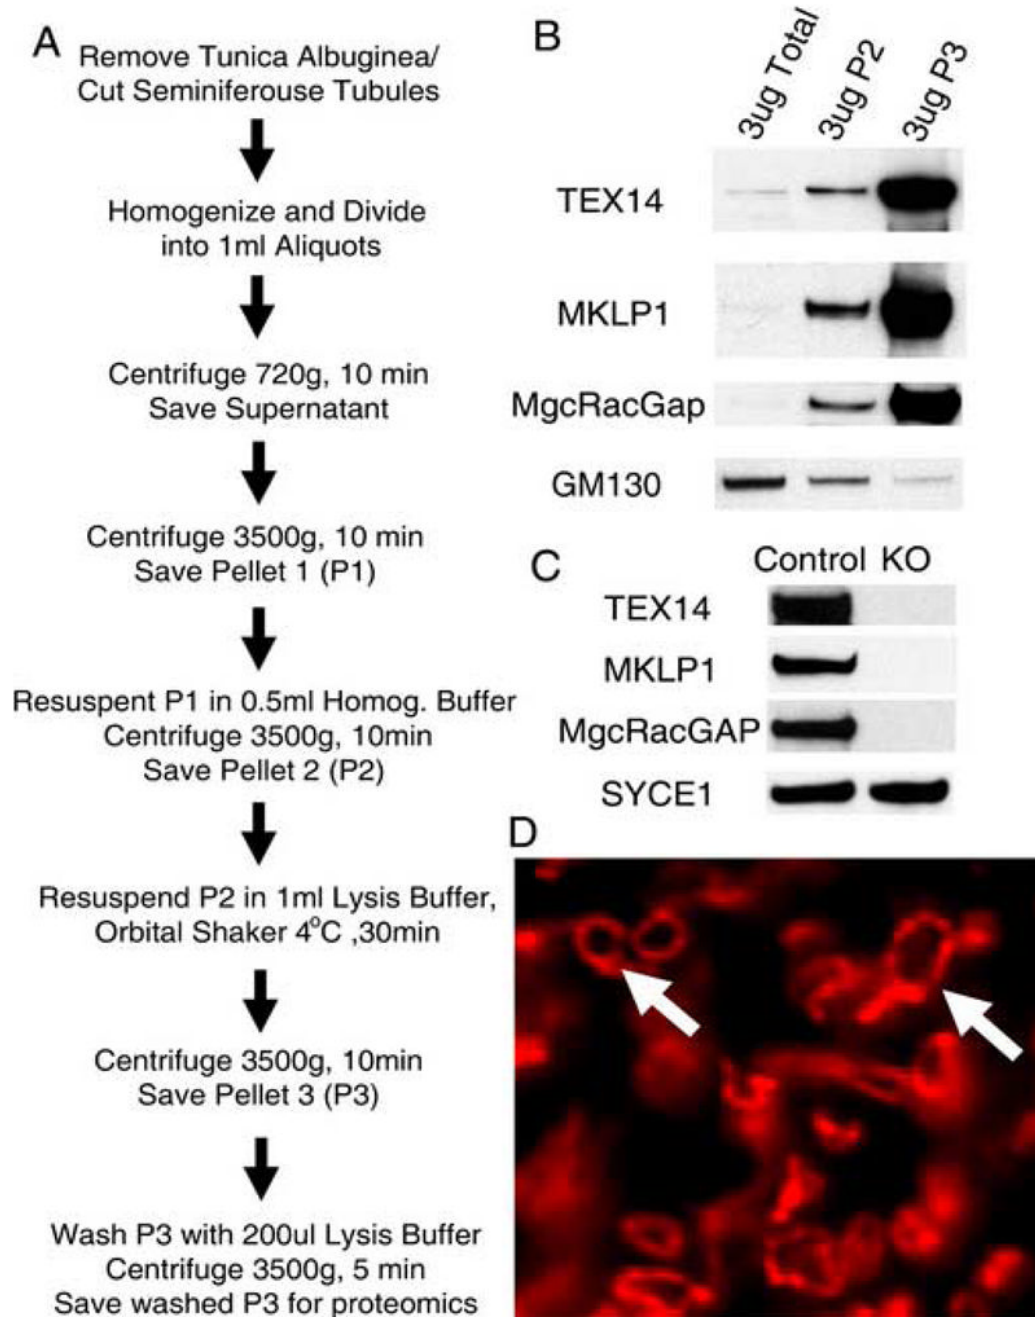 A
Remove Tunica Albuginea/
Cut Seminiferouse Tubules
Homogenize and Divide
into 1ml Aliquots
Centrifuge 720g, 10 min
Save Supernatant
Centrifuge 3500g, 10 min
Save Pellet 1 (P1)
Resuspent P1 in 0.5ml Homog. Buffer
Centrifuge 3500g, 10min
Save Pellet 2 (P2)
Resuspend P2 in 1ml Lysis Buffer,
Orbital Shaker 4°C ,30min
Centrifuge 3500g, 10min
Save Pellet 3 (P3)
Wash P3 with 200ul Lysis Buffer
Centrifuge 3500g, 5 min
Save washed P3 for proteomics
B
3ug Total
3ug P2
3ug P3
TEX14
MKLP1
MgcRacGap
GM130
C
Control KO
TEX14
MKLP1
MgcRacGAP
SYCE1
D